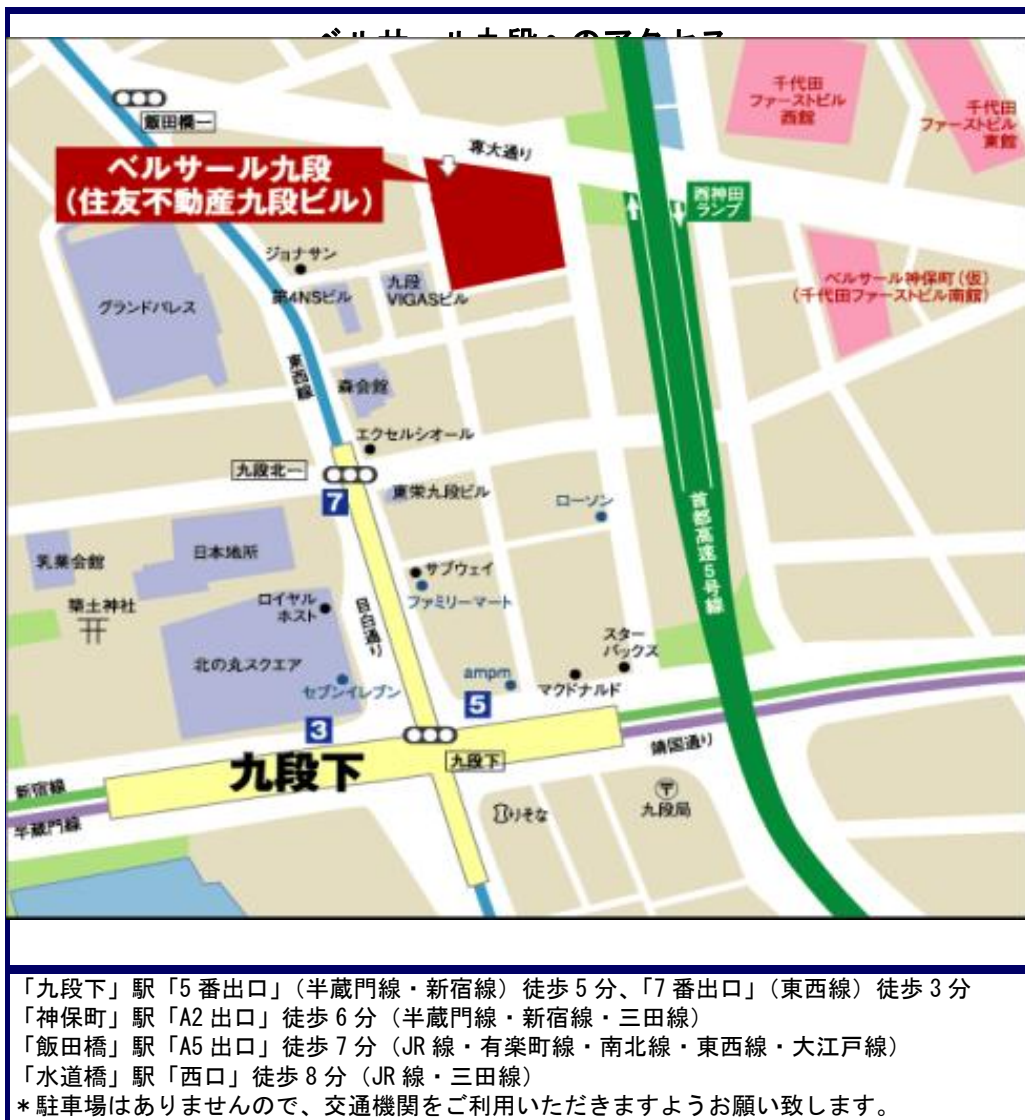 ベルサール九段へのアクセス
千代田
ファーストビル
西館
千代田
ファーストビル
東館
飯田橋一
専大通り
ベルサール九段
(住友不動産九段ビル)
西神田
ランプ
ジョナサン
グランドパレス
第4NSビル
九段
VIGASビル
ベルサール神保町(仮)
(千代田ファーストビル南館)
東西線
森会館
エクセルシオール
九段北一
7
東栄九段ビル
ローソン
首都高速5号線
乳業会館
日本地所
サブウェイ
ファミリーマート
築土神社
ロイヤル
ホスト
目白通り
スター
バックス
北の丸スクエア
セブンイレブン
ampm
マクドナルド
3
5
九段下
九段下
靖国通り
新宿線
半蔵門線
りそな
〒
九段局
「九段下」駅「5番出口」(半蔵門線・新宿線)徒歩5分、「7番出口」(東西線)徒歩3分
「神保町」駅「A2出口」徒歩6分(半蔵門線・新宿線・三田線)
「飯田橋」駅「A5出口」徒歩7分(JR線・有楽町線・南北線・東西線・大江戸線)
「水道橋」駅「西口」徒歩8分(JR線・三田線)
*駐車場はありませんので、交通機関をご利用いただきますようお願い致します。